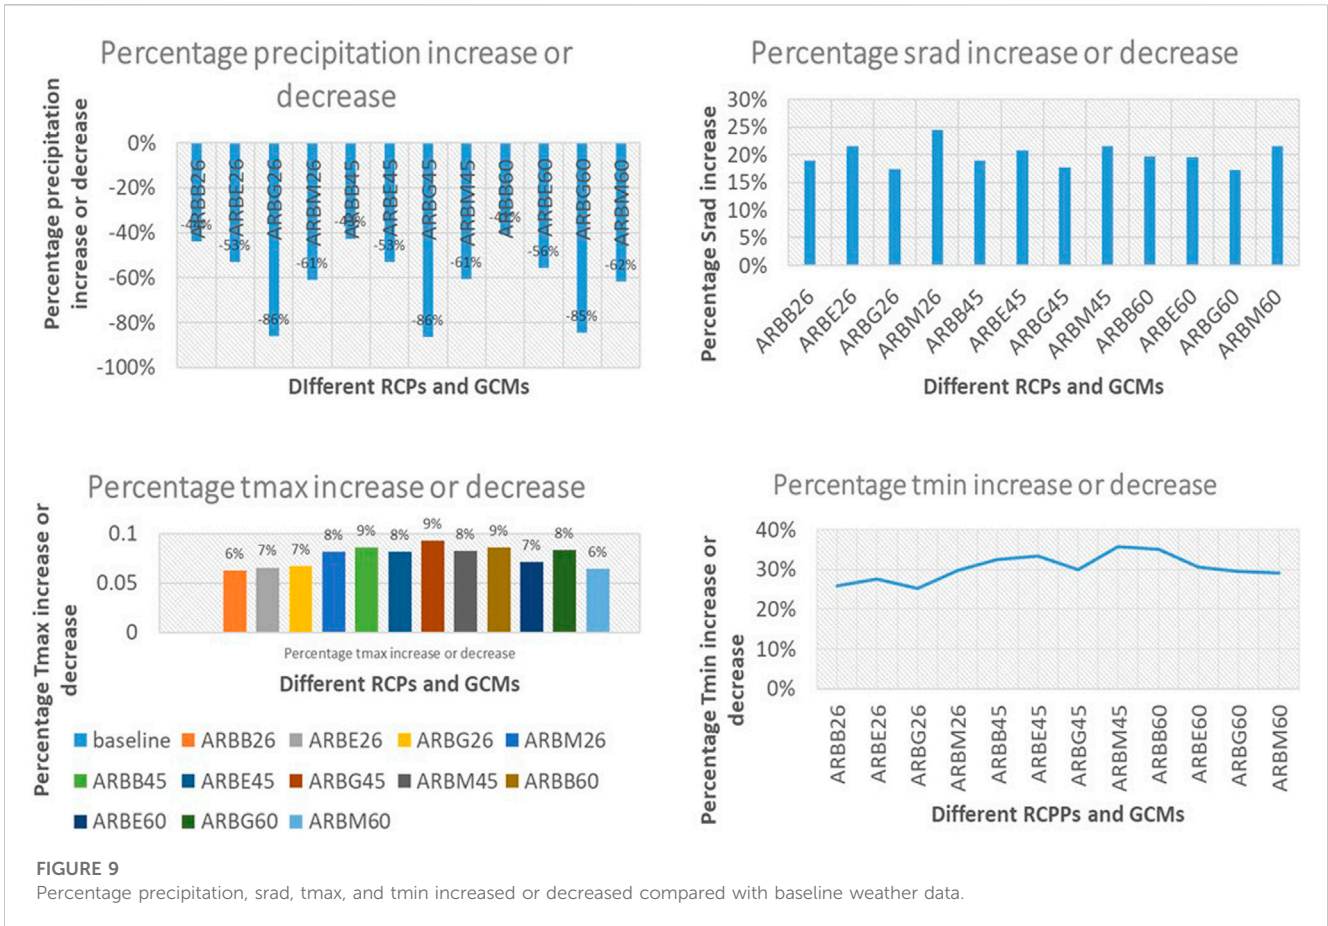 Percentage precipitation increase or
decrease
Percentage precipitation
increase or decrease
0%
-20%
-40%
-60%
-80%
-100%
ARBB26
ARBE26
ARBG26
ARBM26
ARBB45
ARBE45
ARBG45
ARBM45
ARBB60
ARBE60
ARBG60
ARBM60
-53%
-86%
-61%
-43%
-53%
-86%
-61%
-41%
-56%
-85%
-62%
DIfferent RCPs and GCMs
Percentage srad increase or decrease
Percentage Srad increase
30%
25%
20%
15%
10%
5%
0%
ARBB26
ARBE26
ARBG26
ARBM26
ARBB45
ARBE45
ARBG45
ARBM45
ARBB60
ARBE60
ARBG60
ARBM60
Different RCPs and GCMs
Percentage tmax increase or decrease
Percentage Tmax increase or
decrease
0.1
0.05
0
6%
7%
7%
8%
9%
8%
9%
8%
9%
7%
8%
6%
Percentage tmax increase or decrease
Different RCPs and GCMs
baseline ARBB26 ARBE26 ARBG26 ARBM26
ARBB45 ARBE45 ARBG45 ARBM45 ARBB60
ARBE60 ARBG60 ARBM60
Percentage tmin increase or decrease
Percentage Tmin increase or
decrease
40%
30%
20%
10%
0%
ARBB26
ARBE26
ARBG26
ARBM26
ARBB45
ARBE45
ARBG45
ARBM45
ARBB60
ARBE60
ARBG60
ARBM60
Different RCPPs and GCMs
FIGURE 9
Percentage precipitation, srad, tmax, and tmin increased or decreased compared with baseline weather data.